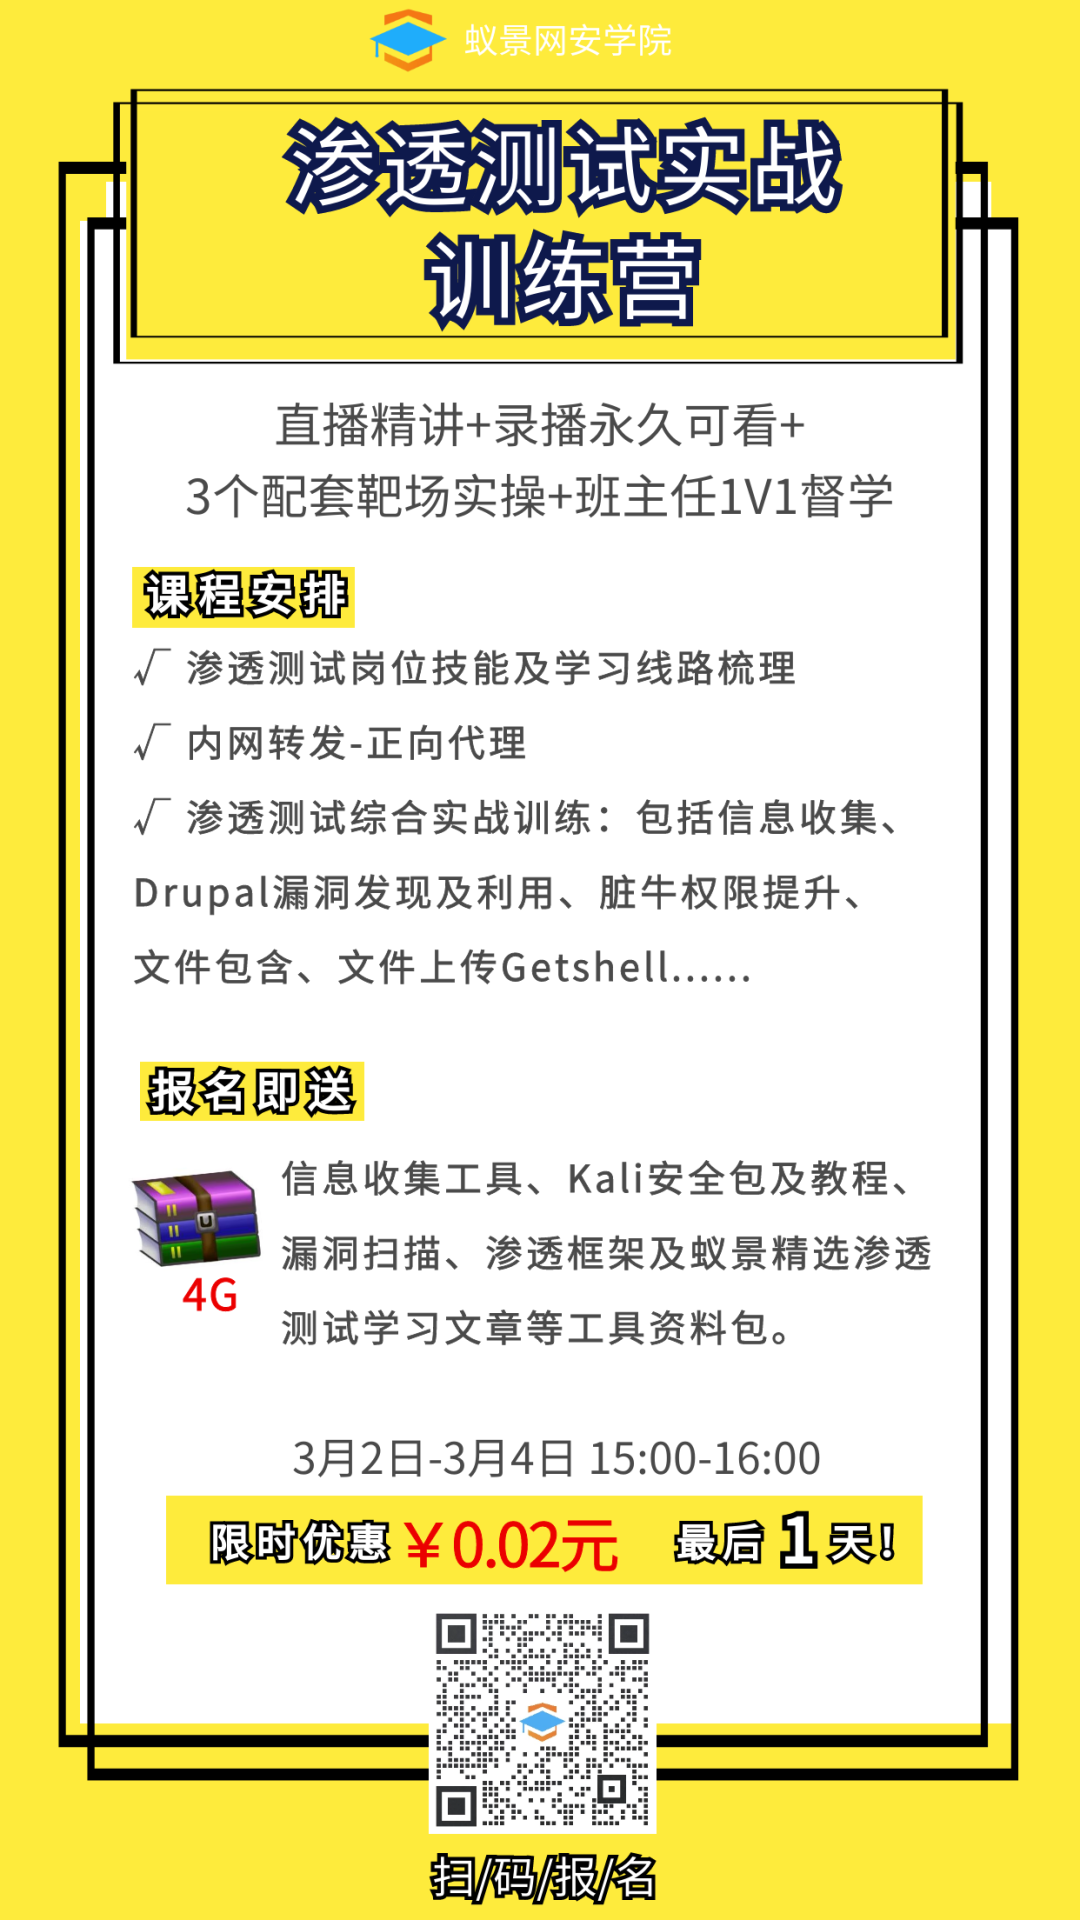 蚁景网安学院
渗透测试实战
训练营
直播精讲+录播永久可看+
3个配套靶场实操+班主任1V1督学
课程安排
√ 渗透测试岗位技能及学习线路梳理
√ 内网转发-正向代理
√ 渗透测试综合实战训练：包括信息收集、
Drupal漏洞发现及利用、脏牛权限提升、
文件包含、文件上传Getshell......
报名即送
信息收集工具、Kali安全包及教程、
漏洞扫描、渗透框架及蚁景精选渗透
4G
测试学习文章等工具资料包。
3月2日-3月4日 15:00-16:00
限时优惠 ￥0.02元 最后 1 天！
扫/码/报/名